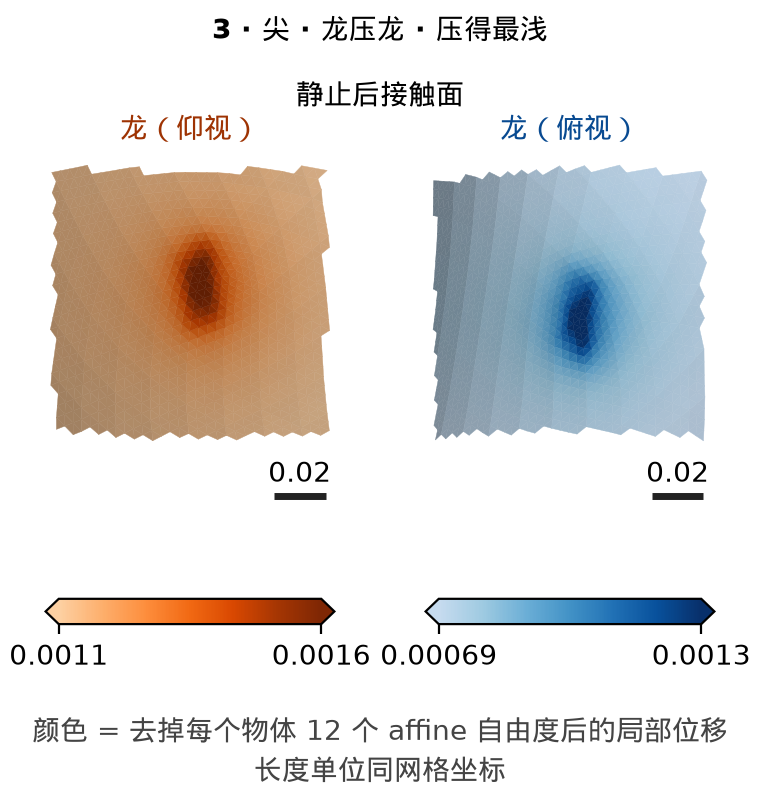 3 · 尖 · 龙压龙 · 压得最浅
静止后接触面
龙（仰视）
龙（俯视）
0.02
0.02
0.0011
0.0016
0.00069
0.0013
颜色 = 去掉每个物体 12 个 affine 自由度后的局部位移
长度单位同网格坐标